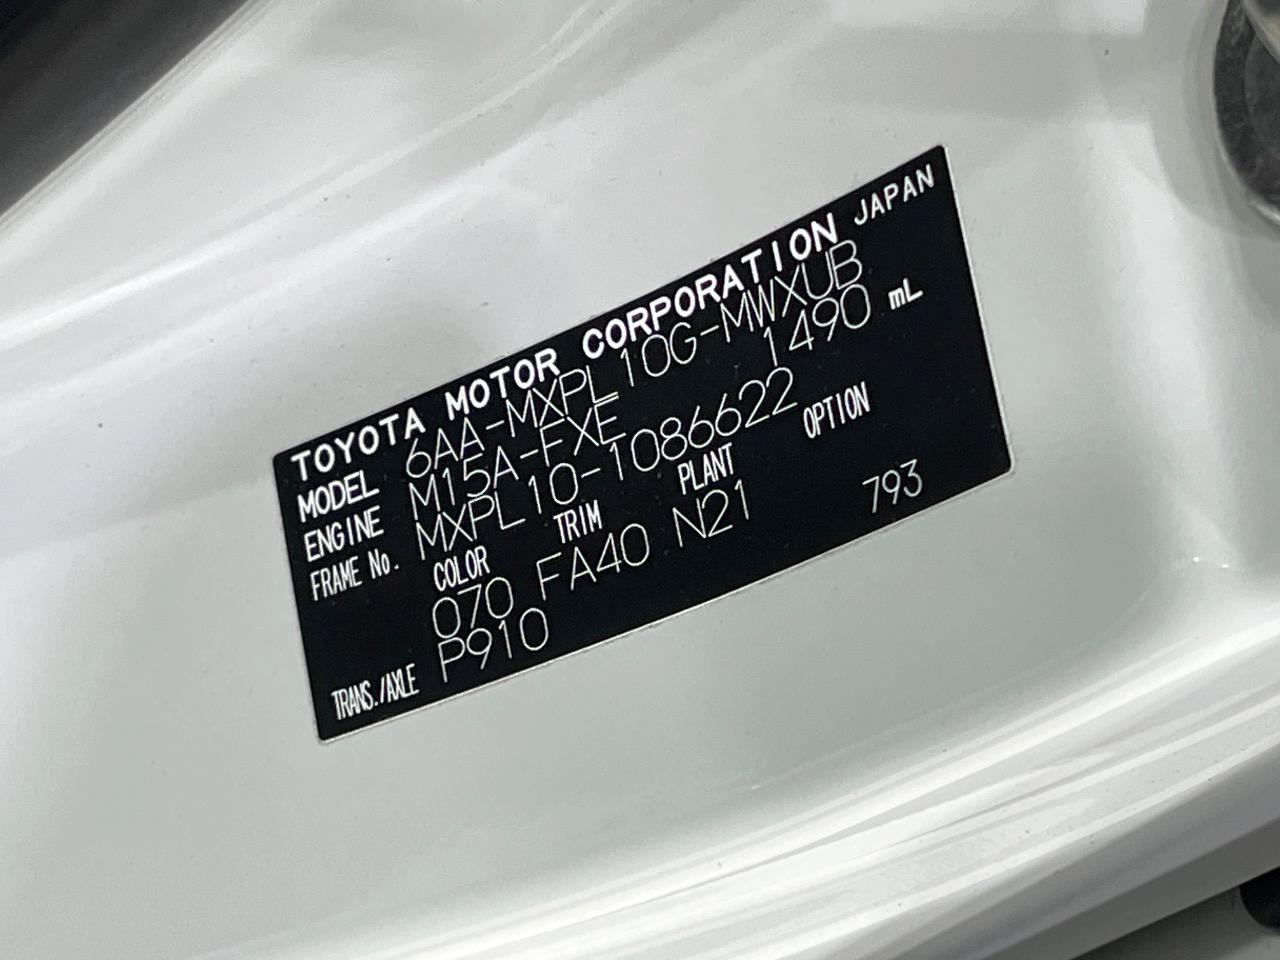 TOYOTA MOTOR CORPORATION JAPAN
MODEL 6AA-MXPL10G-MWXUB
ENGINE M15A-FXE 1490 mL
FRAME No. MXPL10-1086622
COLOR TRIM PLANT OPTION
070 FA40 N21 793
TRANS./AXLE P910